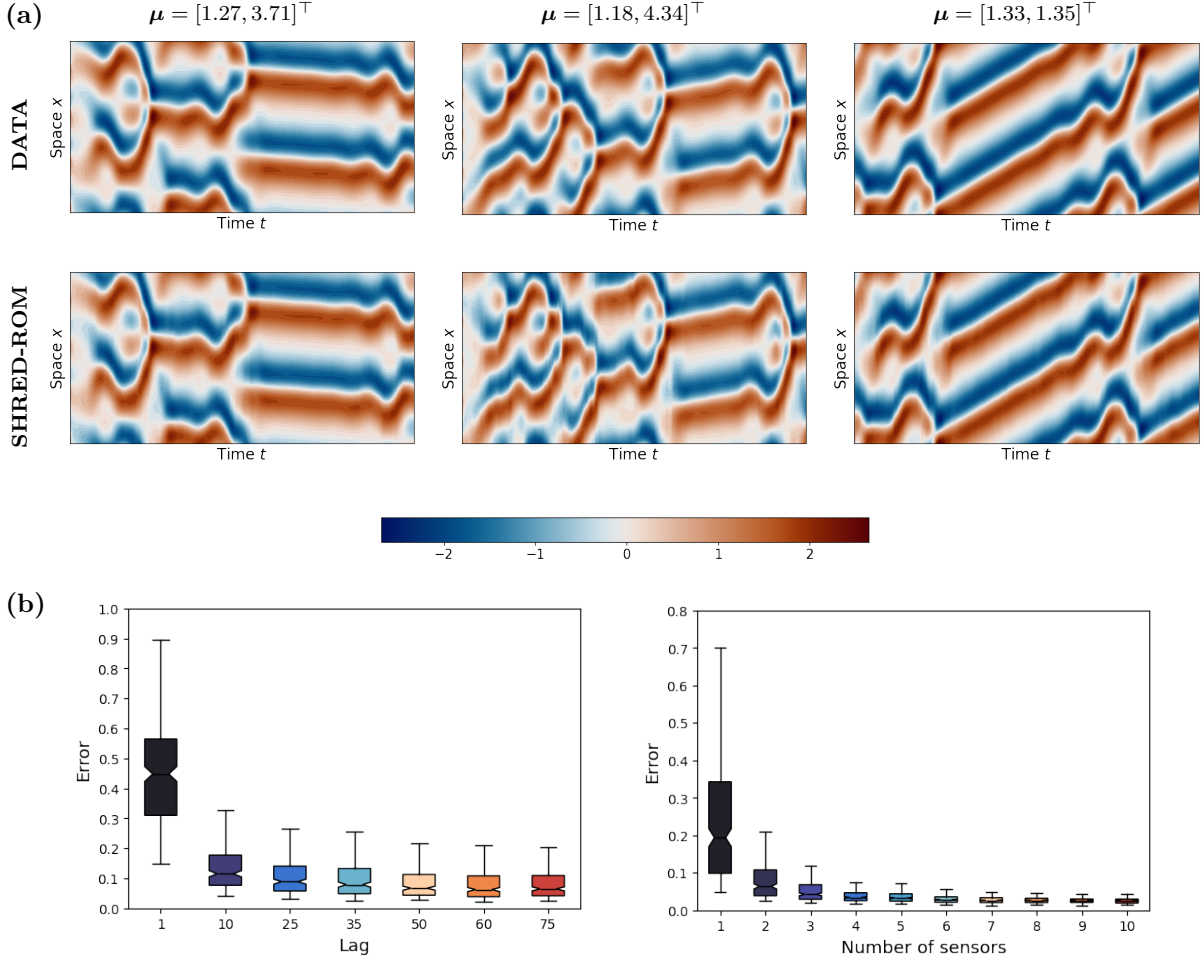 (a)
μ = [1.27, 3.71]⊤ μ = [1.18, 4.34]⊤ μ = [1.33, 1.35]⊤
DATA
Space x Space x Space x
Time t Time t Time t
SHRED-ROM
Space x Space x Space x
Time t Time t Time t
−2 −1 0 1 2
(b)
1.0
0.9
0.8
0.7
0.6
0.5
0.4
0.3
0.2
0.1
0.0
Error
1 10 25 35 50 60 75
Lag
0.8
0.7
0.6
0.5
0.4
0.3
0.2
0.1
0.0
Error
1 2 3 4 5 6 7 8 9 10
Number of sensors